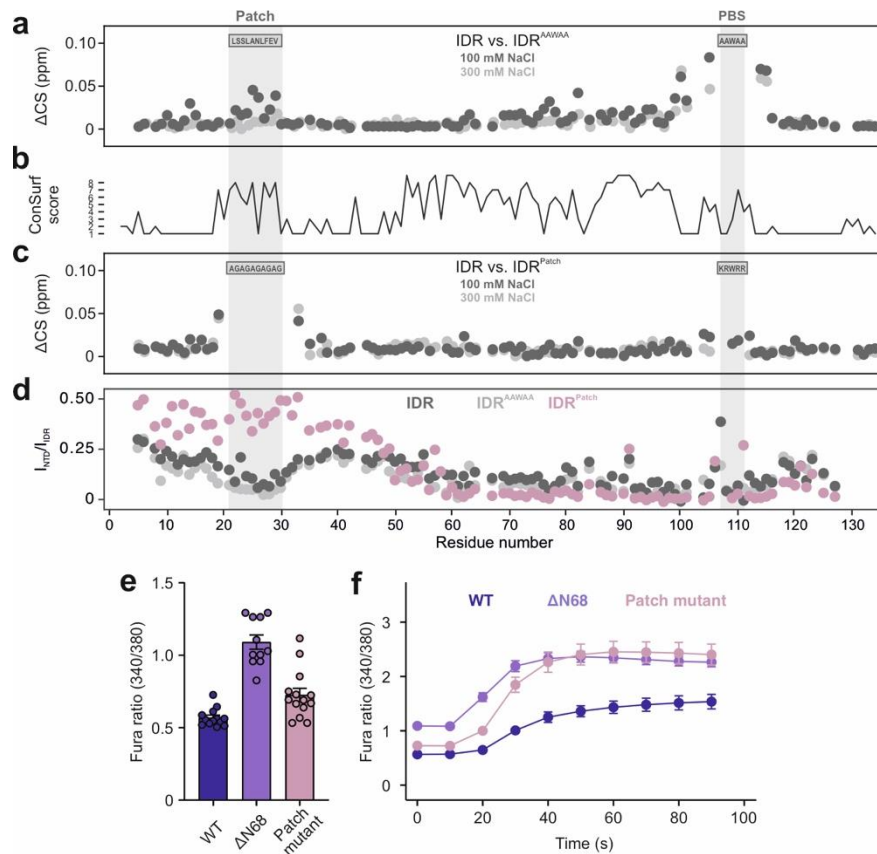 a
Patch
PBS
LSSLANLFEV
IDR vs. IDR^AAWAA
AAWAA
100 mM NaCl
300 mM NaCl
ΔCS (ppm)
0.10
0.05
0
b
ConSurf
score
8
7
6
5
4
3
2
1
c
AGAGAGAGAG
IDR vs. IDR^Patch
KRWRR
100 mM NaCl
300 mM NaCl
ΔCS (ppm)
0.10
0.05
0
d
IDR IDR^AAWAA IDR^Patch
I_NTD/I_IDR
0.50
0.25
0
0 10 20 30 40 50 60 70 80 90 100 110 120 130
Residue number
e
Fura ratio (340/380)
1.5
1.0
0.5
0
WT
ΔN68
Patch
mutant
f
WT ΔN68 Patch mutant
Fura ratio (340/380)
3
2
1
0
0 20 40 60 80 100
Time (s)